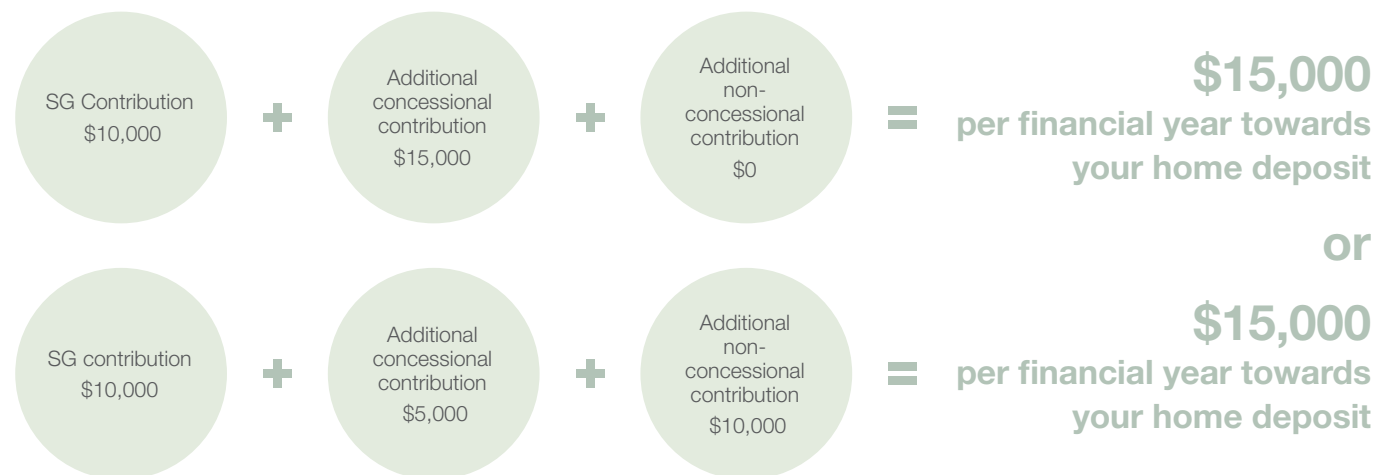 SG Contribution
$10,000
+
Additional
concessional
contribution
$15,000
+
Additional
non-
concessional
contribution
$0
=
$15,000
per financial year towards
your home deposit
or
SG contribution
$10,000
+
Additional
concessional
contribution
$5,000
+
Additional
non-
concessional
contribution
$10,000
=
$15,000
per financial year towards
your home deposit